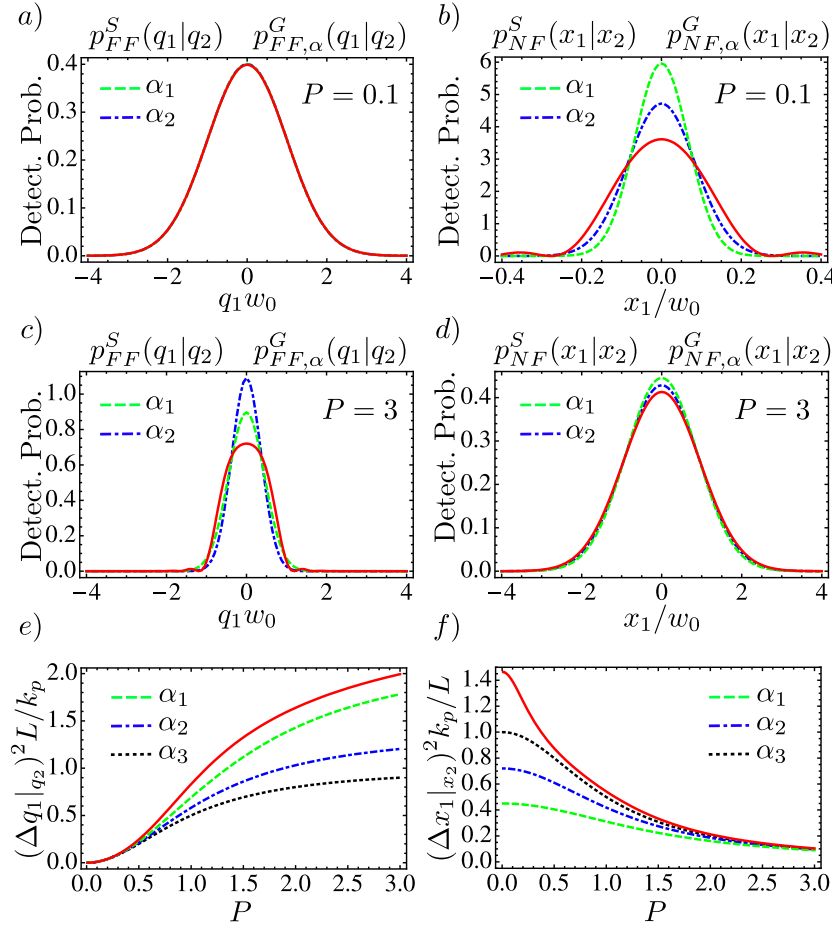 a) b)
p^S_{FF}(q_1|q_2) p^G_{FF,α}(q_1|q_2) p^S_{NF}(x_1|x_2) p^G_{NF,α}(x_1|x_2)
Detect. Prob.
0.4
0.3
0.2
0.1
0.0
α_1
α_2
P = 0.1
−4 −2 0 2 4
q_1w_0
Detect. Prob.
6
5
4
3
2
1
0
α_1
α_2
P = 0.1
−0.4 −0.2 0.0 0.2 0.4
x_1/w_0
c) d)
p^S_{FF}(q_1|q_2) p^G_{FF,α}(q_1|q_2) p^S_{NF}(x_1|x_2) p^G_{NF,α}(x_1|x_2)
Detect. Prob.
1.0
0.8
0.6
0.4
0.2
0.0
α_1
α_2
P = 3
−4 −2 0 2 4
q_1w_0
Detect. Prob.
0.4
0.3
0.2
0.1
0.0
α_1
α_2
P = 3
−4 −2 0 2 4
x_1/w_0
e) f)
(Δq_1|_{q_2})^2 L/k_p
2.0
1.5
1.0
0.5
0.0
α_1
α_2
α_3
0.0 0.5 1.0 1.5 2.0 2.5 3.0
P
(Δx_1|_{x_2})^2 k_p/L
1.4
1.2
1.0
0.8
0.6
0.4
0.2
0.0
α_1
α_2
α_3
0.0 0.5 1.0 1.5 2.0 2.5 3.0
P